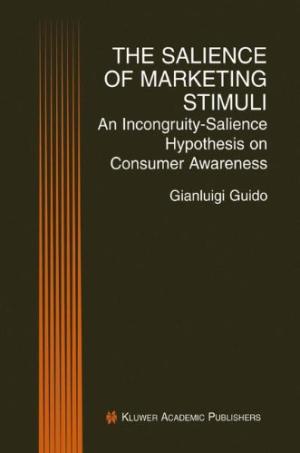 THE SALIENCE
OF MARKETING
STIMULI
An Incongruity-Salience
Hypothesis on
Consumer Awareness
Gianluigi Guido
KLUWER ACADEMIC PUBLISHERS